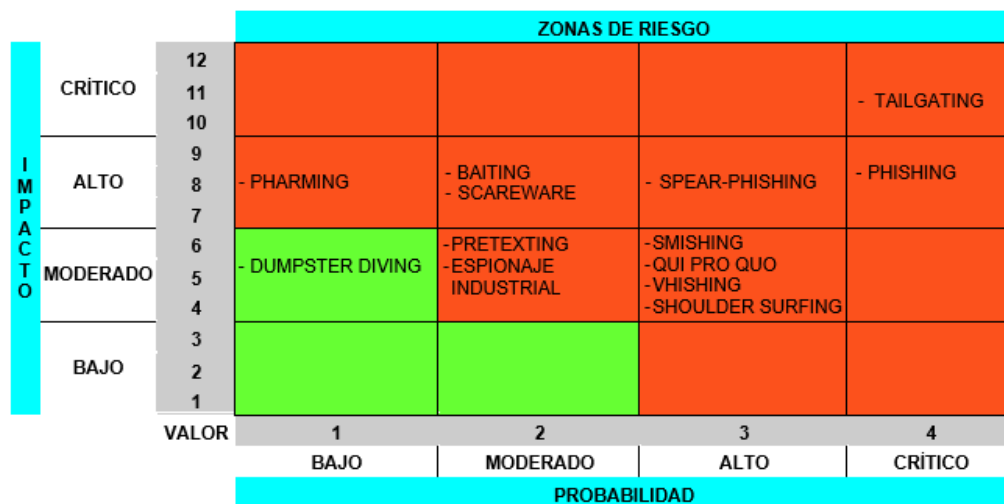 ZONAS DE RIESGO
IMPACTO
CRÍTICO
12
11
10
- TAILGATING
ALTO
9
8
7
- PHARMING
- BAITING
- SCAREWARE
- SPEAR-PHISHING
- PHISHING
MODERADO
6
5
4
- DUMPSTER DIVING
-PRETEXTING
-ESPIONAJE
INDUSTRIAL
-SMISHING
-QUI PRO QUO
-VHISHING
-SHOULDER SURFING
BAJO
3
2
1
VALOR 1 2 3 4
BAJO MODERADO ALTO CRÍTICO
PROBABILIDAD